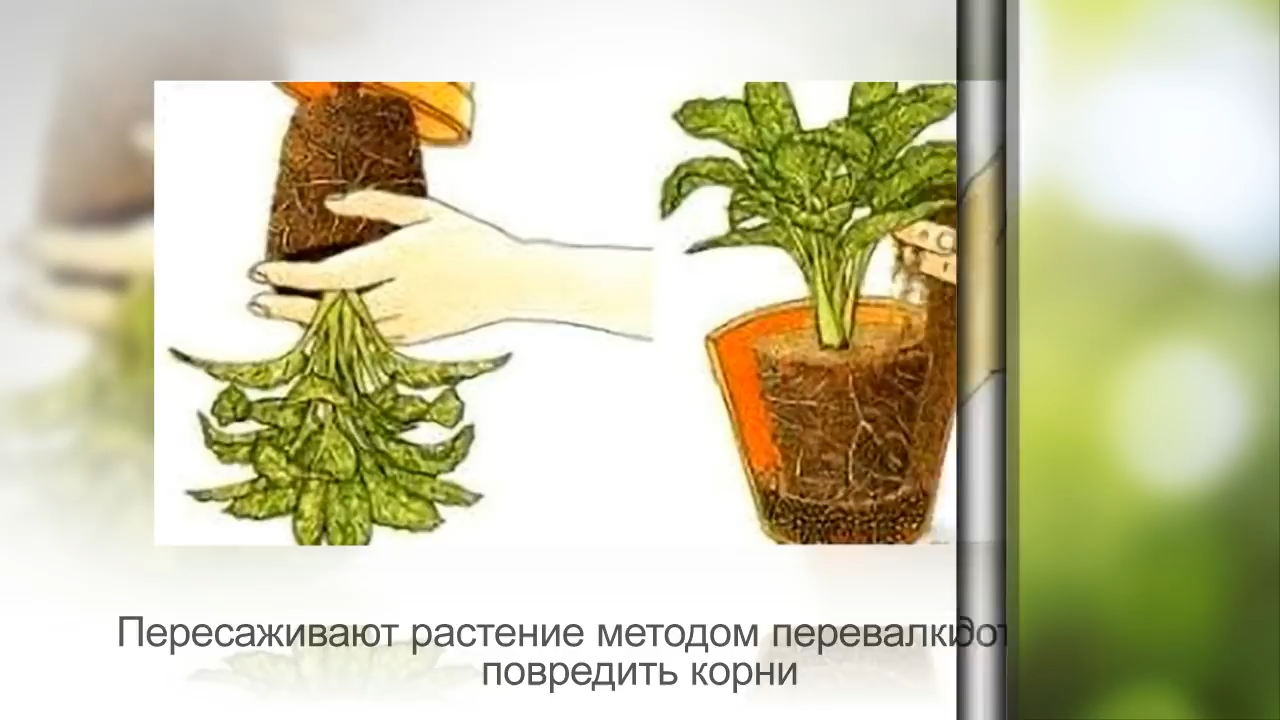 Пересаживают растение методом перевалки
повредить корни